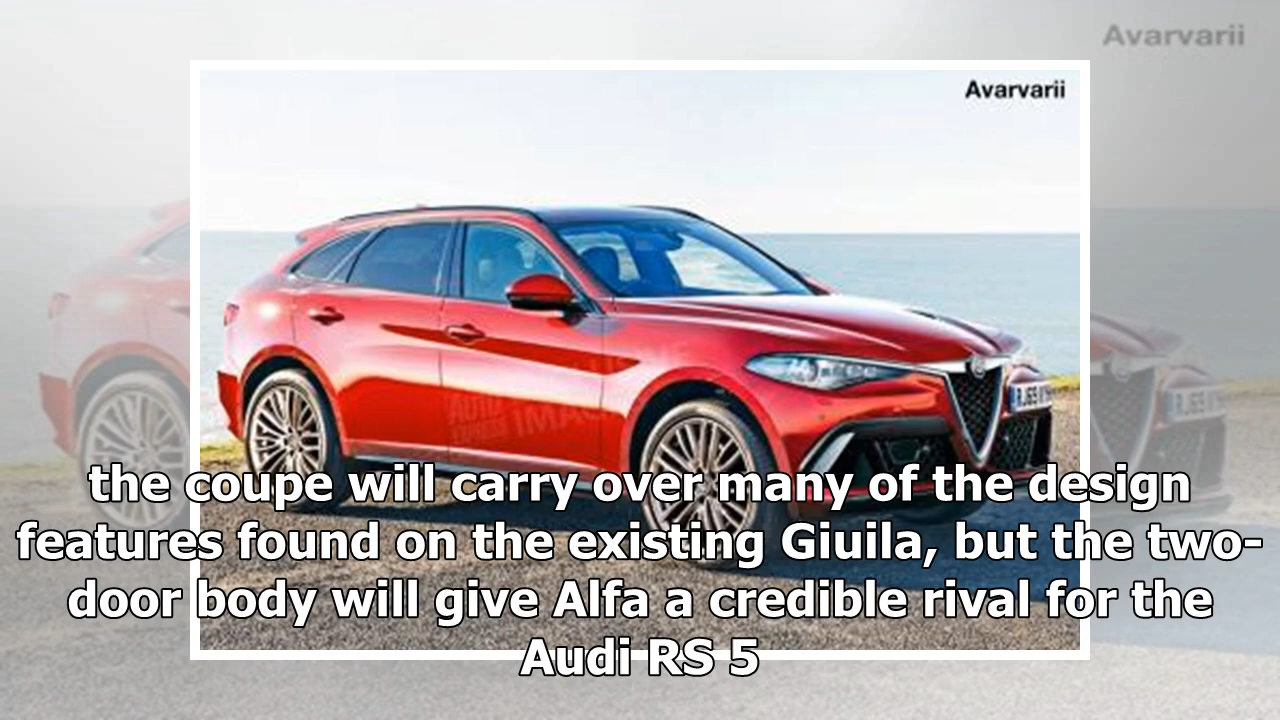 Avarvarii
Avarvarii
the coupe will carry over many of the design
features found on the existing Giuila, but the two-
door body will give Alfa a credible rival for the
Audi RS 5